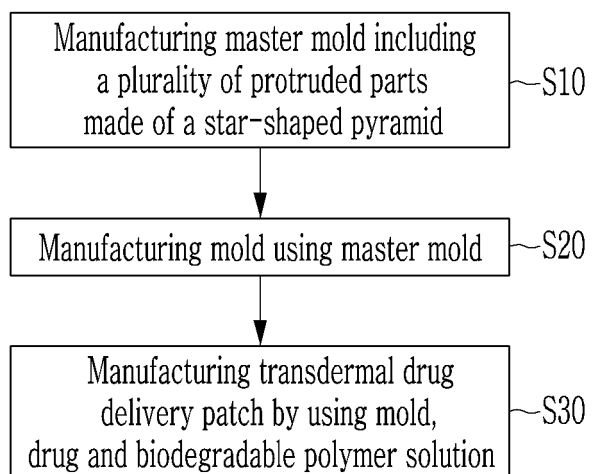 Manufacturing master mold including
a plurality of protruded parts
made of a star-shaped pyramid
S10
Manufacturing mold using master mold
S20
Manufacturing transdermal drug
delivery patch by using mold,
drug and biodegradable polymer solution
S30